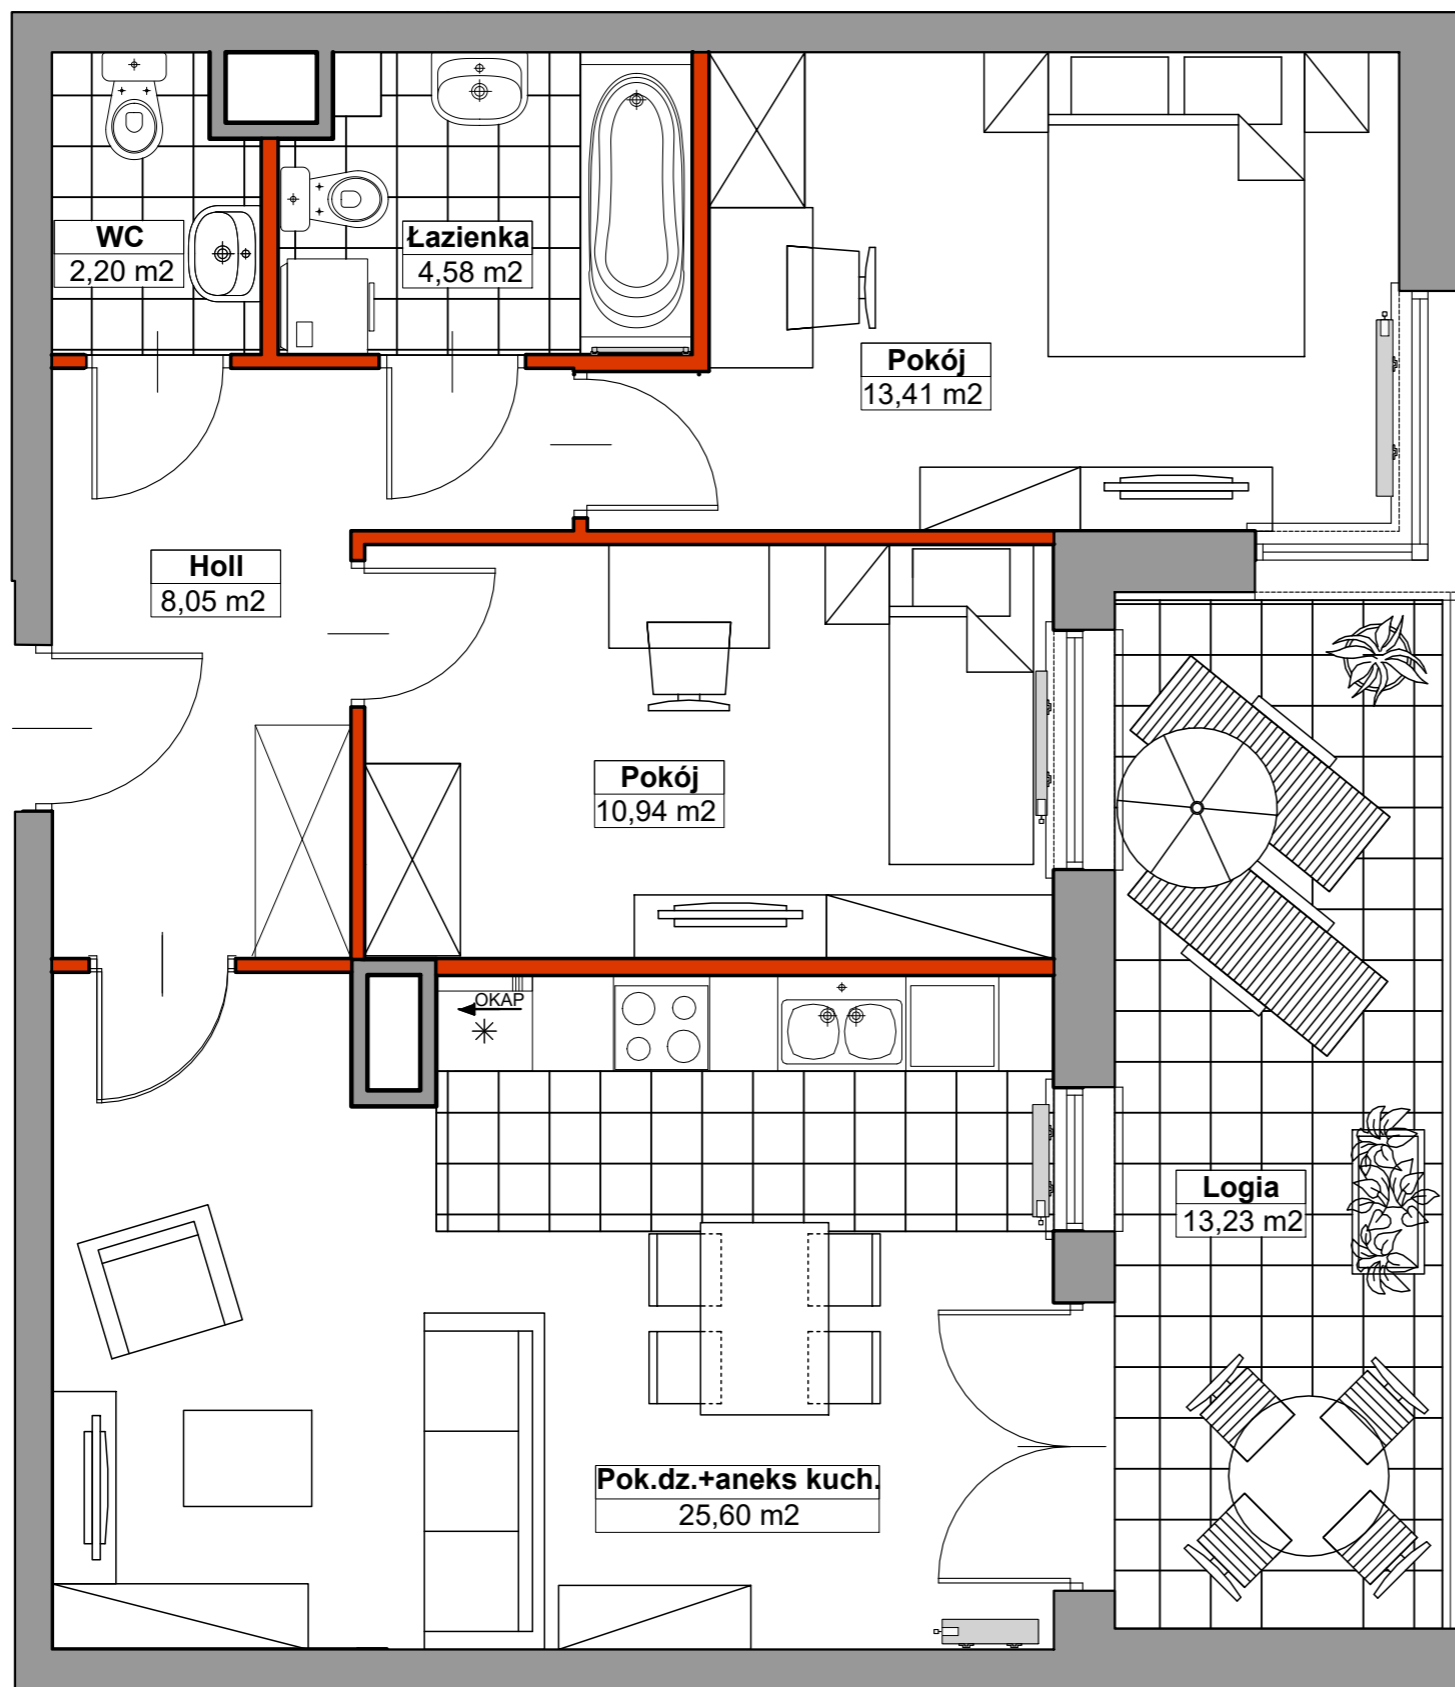 WC
2,20 m2
Łazienka
4,58 m2
Pokój
13,41 m2
Holl
8,05 m2
Pokój
10,94 m2
OKAP
Logia
13,23 m2
Pok.dz.+aneks kuch.
25,60 m2